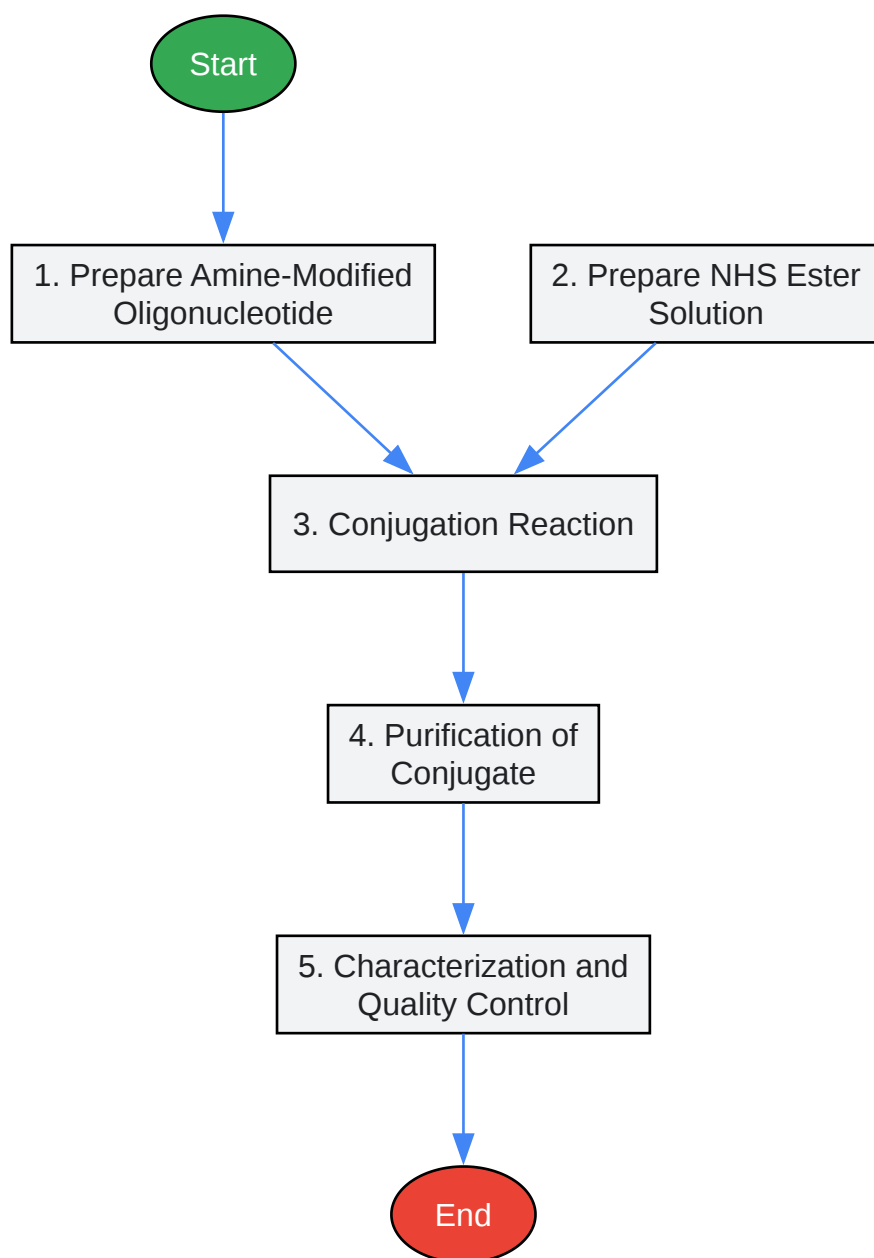 Start
1. Prepare Amine-Modified
Oligonucleotide
2. Prepare NHS Ester
Solution
3. Conjugation Reaction
4. Purification of
Conjugate
5. Characterization and
Quality Control
End